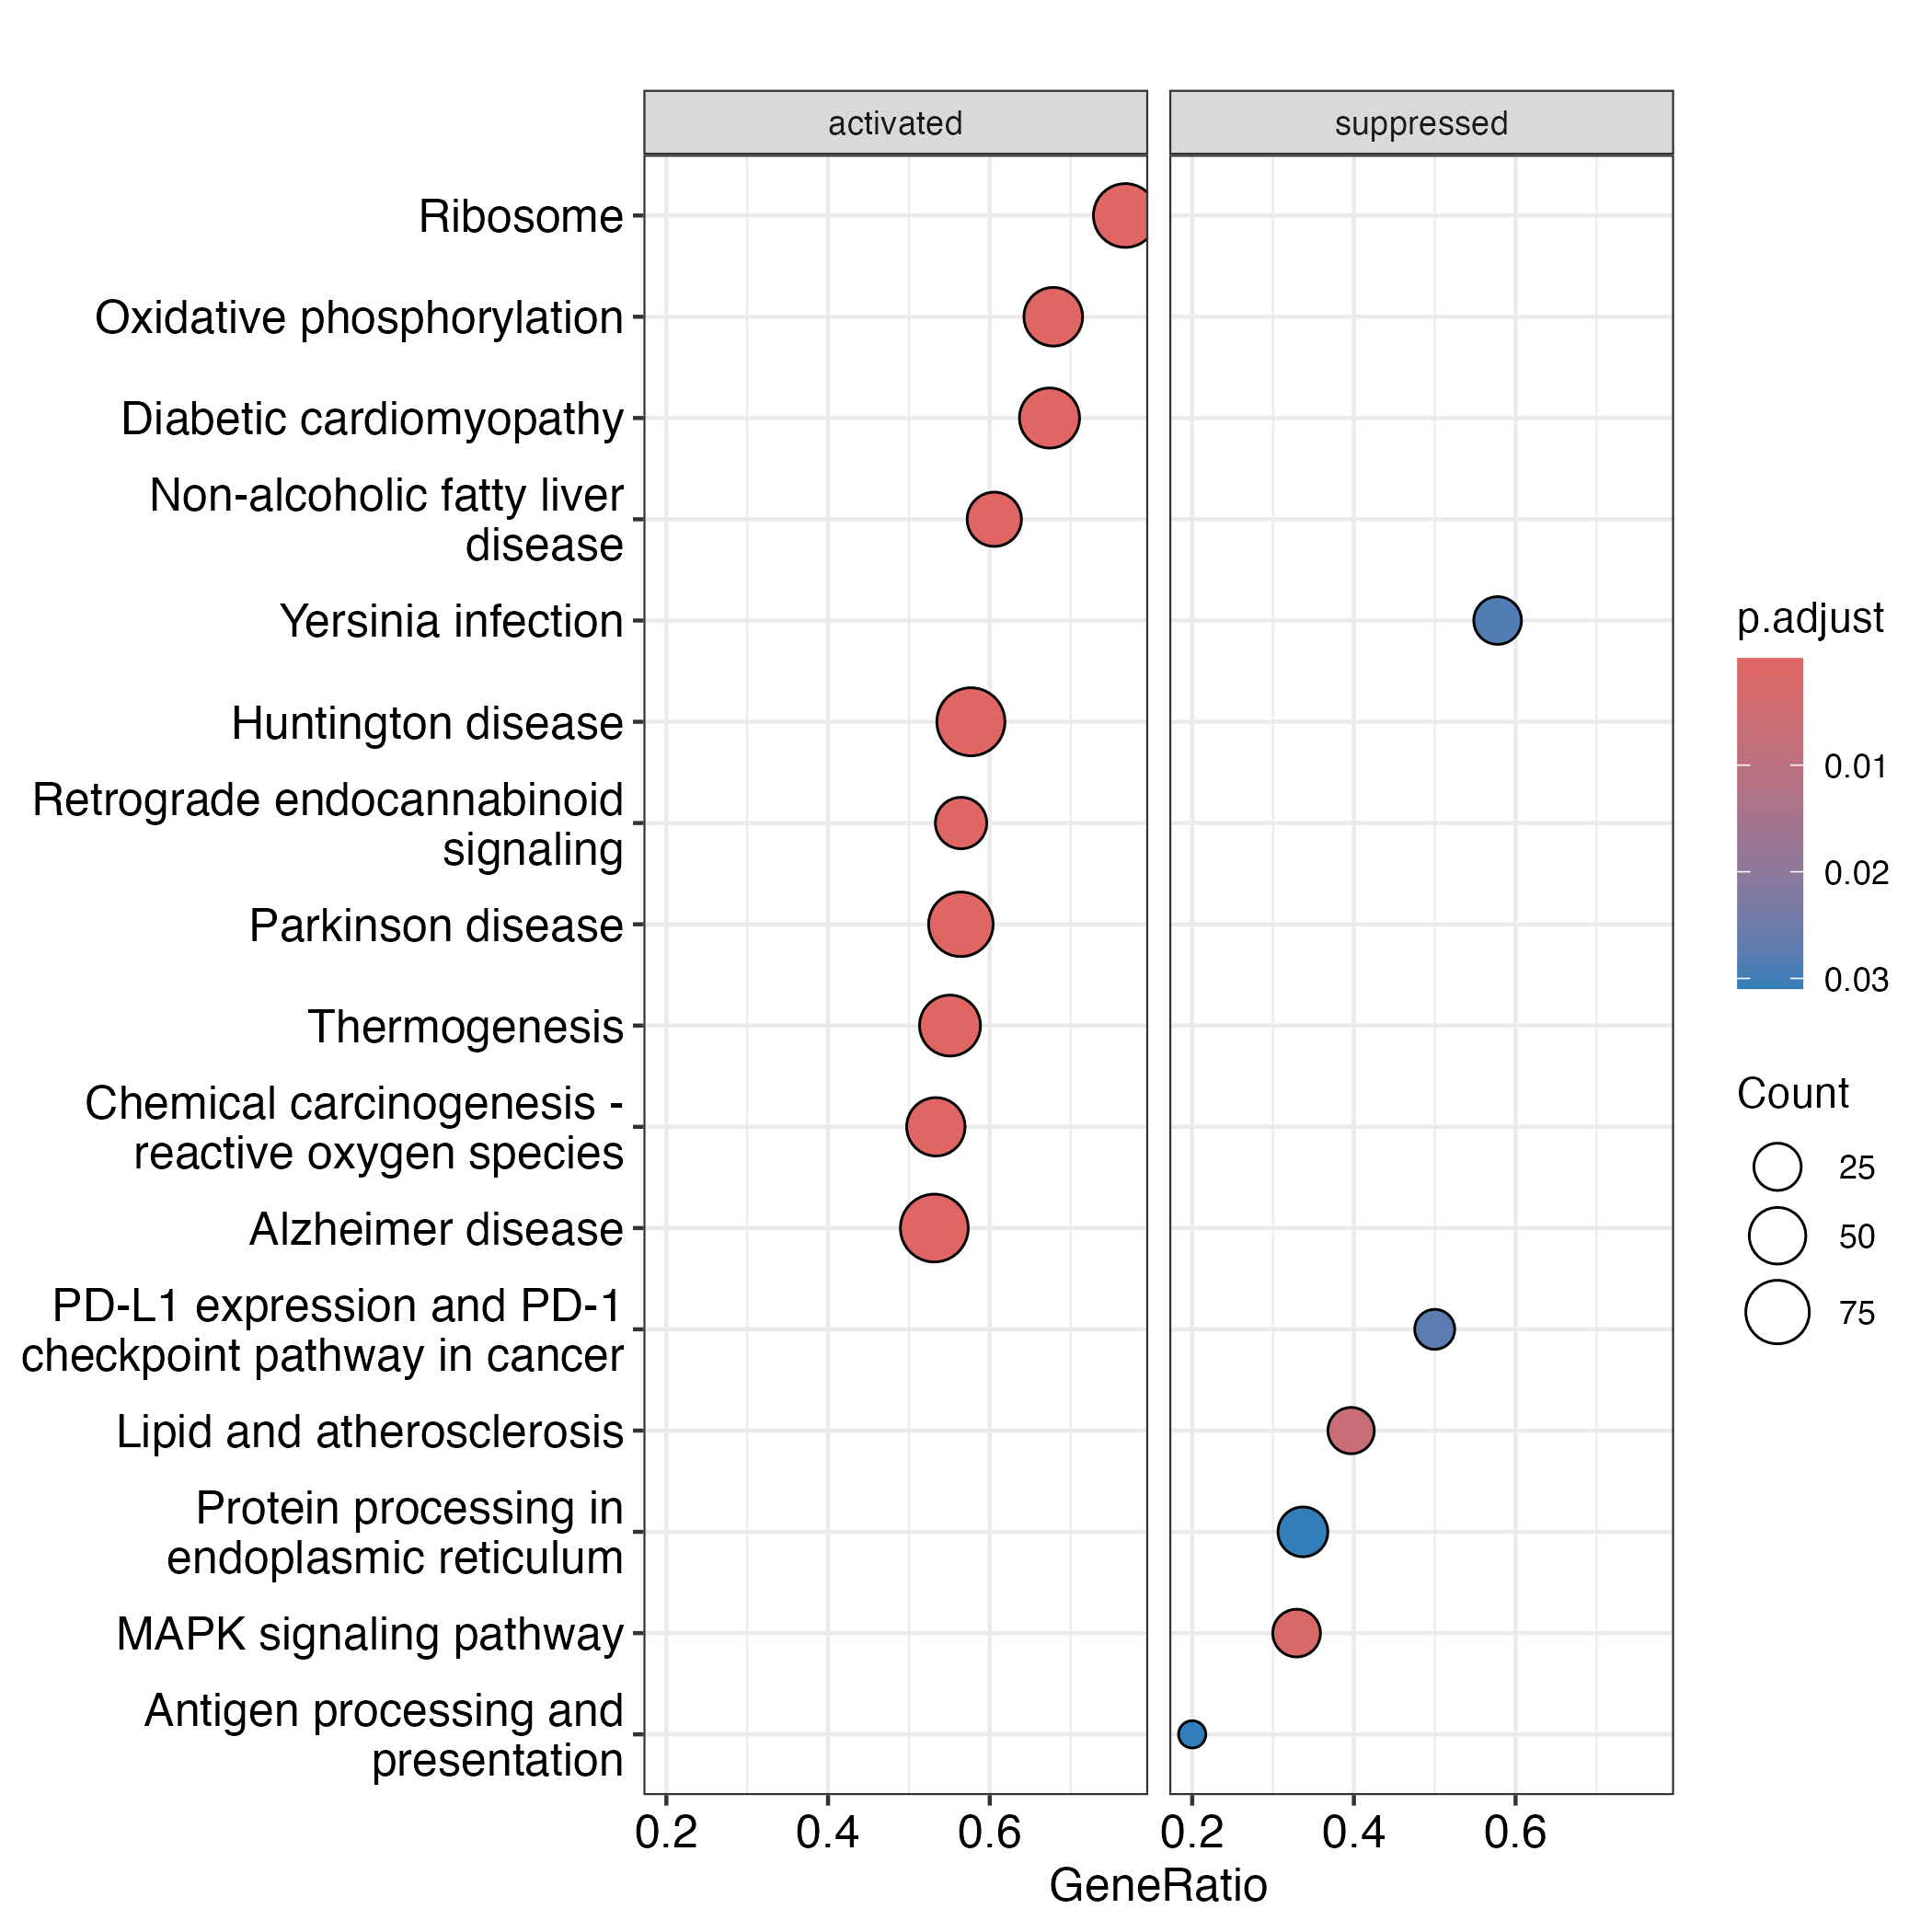 activated
suppressed
Ribosome
Oxidative phosphorylation
Diabetic cardiomyopathy
Non-alcoholic fatty liver
disease
Yersinia infection
Huntington disease
Retrograde endocannabinoid
signaling
Parkinson disease
Thermogenesis
Chemical carcinogenesis -
reactive oxygen species
Alzheimer disease
PD-L1 expression and PD-1
checkpoint pathway in cancer
Lipid and atherosclerosis
Protein processing in
endoplasmic reticulum
MAPK signaling pathway
Antigen processing and
presentation
0.2 0.4 0.6
0.2 0.4 0.6
GeneRatio
p.adjust
0.01
0.02
0.03
Count
25
50
75